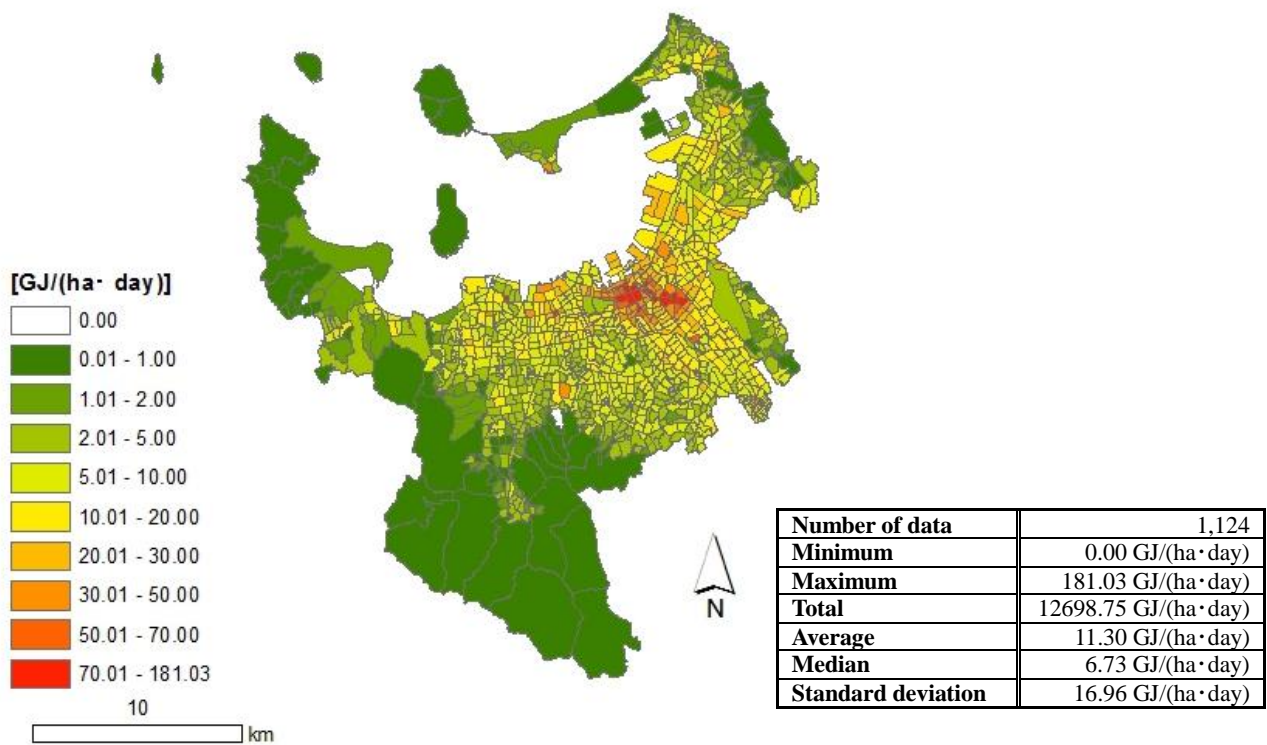 [GJ/(ha· day)]
0.00
0.01 - 1.00
1.01 - 2.00
2.01 - 5.00
5.01 - 10.00
10.01 - 20.00
20.01 - 30.00
30.01 - 50.00
50.01 - 70.00
70.01 - 181.03
10
km
N
Number of data 1,124
Minimum 0.00 GJ/(ha·day)
Maximum 181.03 GJ/(ha·day)
Total 12698.75 GJ/(ha·day)
Average 11.30 GJ/(ha·day)
Median 6.73 GJ/(ha·day)
Standard deviation 16.96 GJ/(ha·day)